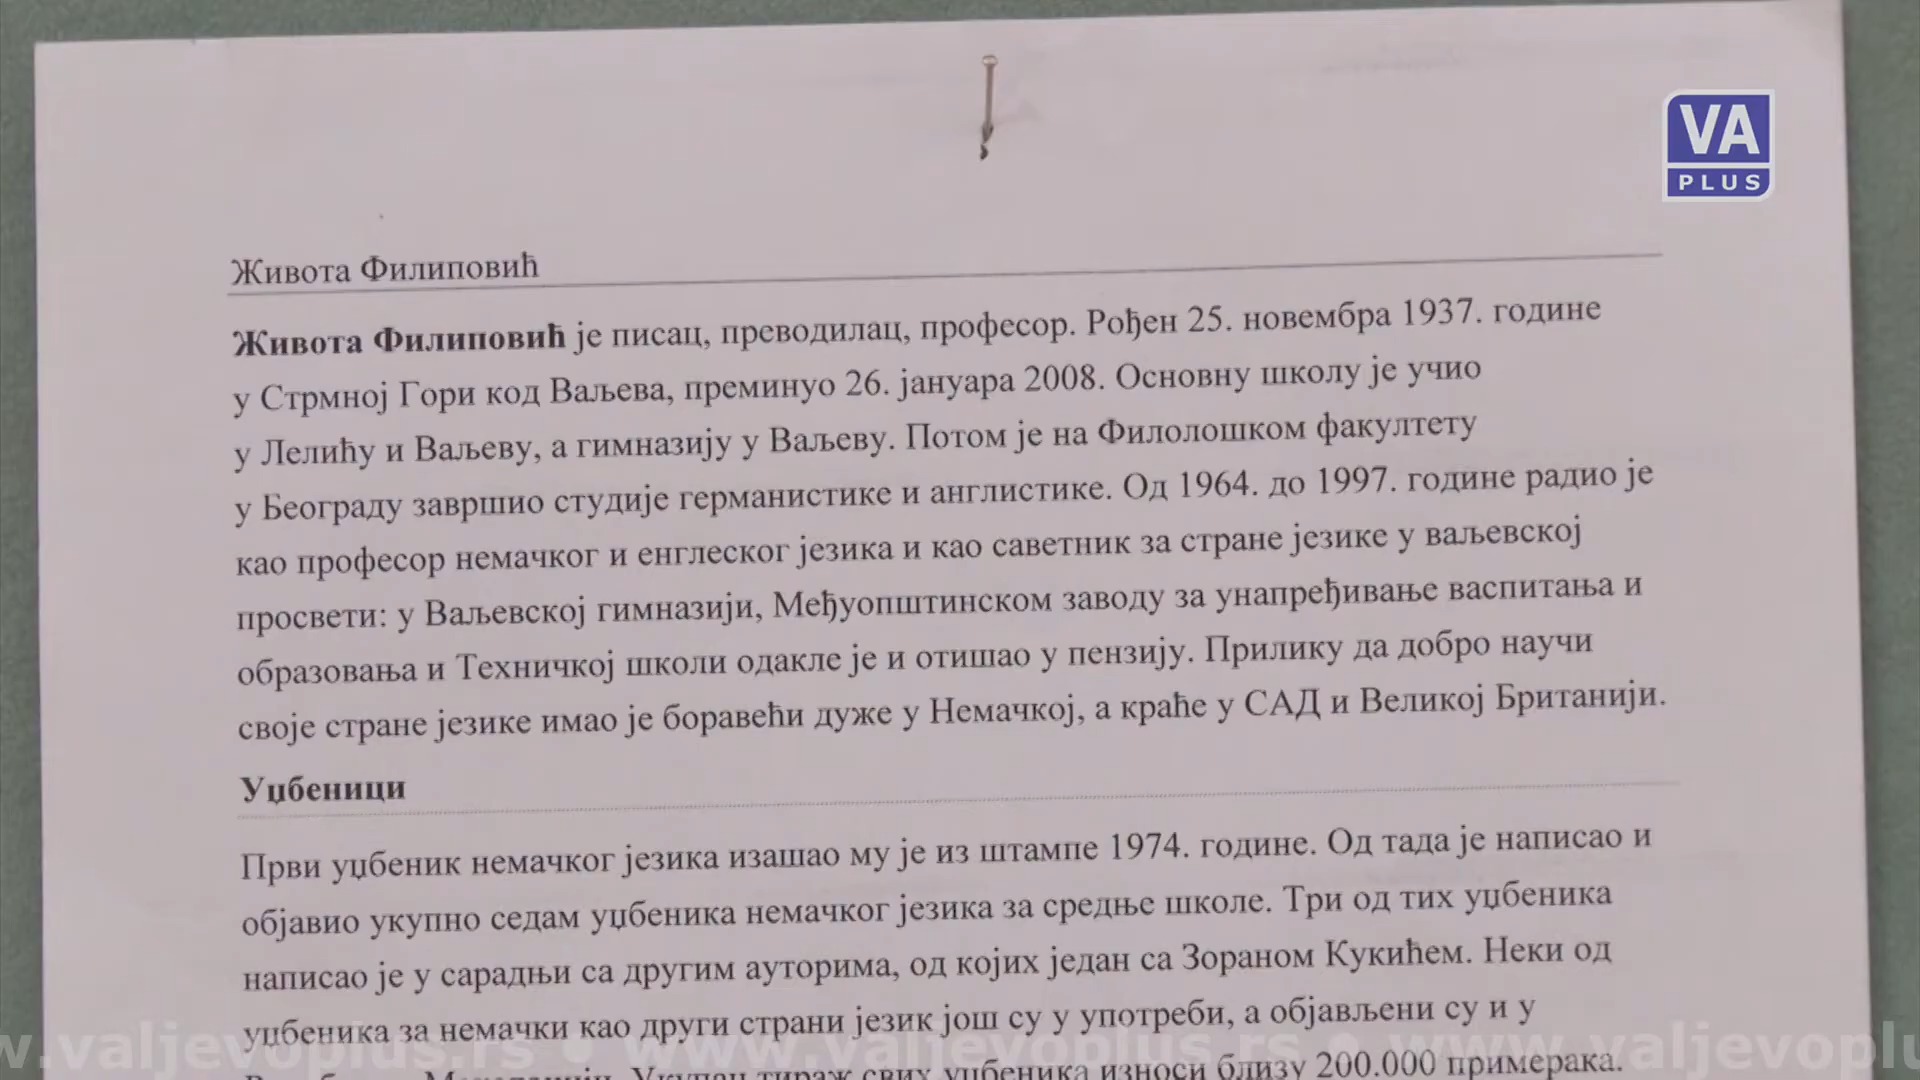 VA
PLUS
Живота Филиповић
Живота Филиповић је писац, преводилац, професор. Рођен 25. новембра 1937. године
у Стрмној Гори код Ваљева, преминуо 26. јануара 2008. Основну школу је учио
у Лелићу и Ваљеву, а гимназију у Ваљеву. Потом је на Филолошком факултету
у Београду завршио студије германистике и англистике. Од 1964. до 1997. године радио је
као професор немачког и енглеског језика и као саветник за стране језике у ваљевској
просвети: у Ваљевској гимназији, Међуопштинском заводу за унапређивање васпитања и
образовања и Техничкој школи одакле је и отишао у пензију. Прилику да добро научи
своје стране језике имао је боравећи дуже у Немачкој, а краће у САД и Великој Британији.
Уџбеници
Први уџбеник немачког језика изашао му је из штампе 1974. године. Од тада је написао и
објавио укупно седам уџбеника немачког језика за средње школе. Три од тих уџбеника
написао је у сарадњи са другим ауторима, од којих један са Зораном Кукићем. Неки од
уџбеника за немачки као други страни језик још су у употреби, а објављени су и у
Укупан тираж свих уџбеника износи близу 200.000 примерака.
w.valjevoplus.rs • www.valjevoplus.rs • www.valjevoplu